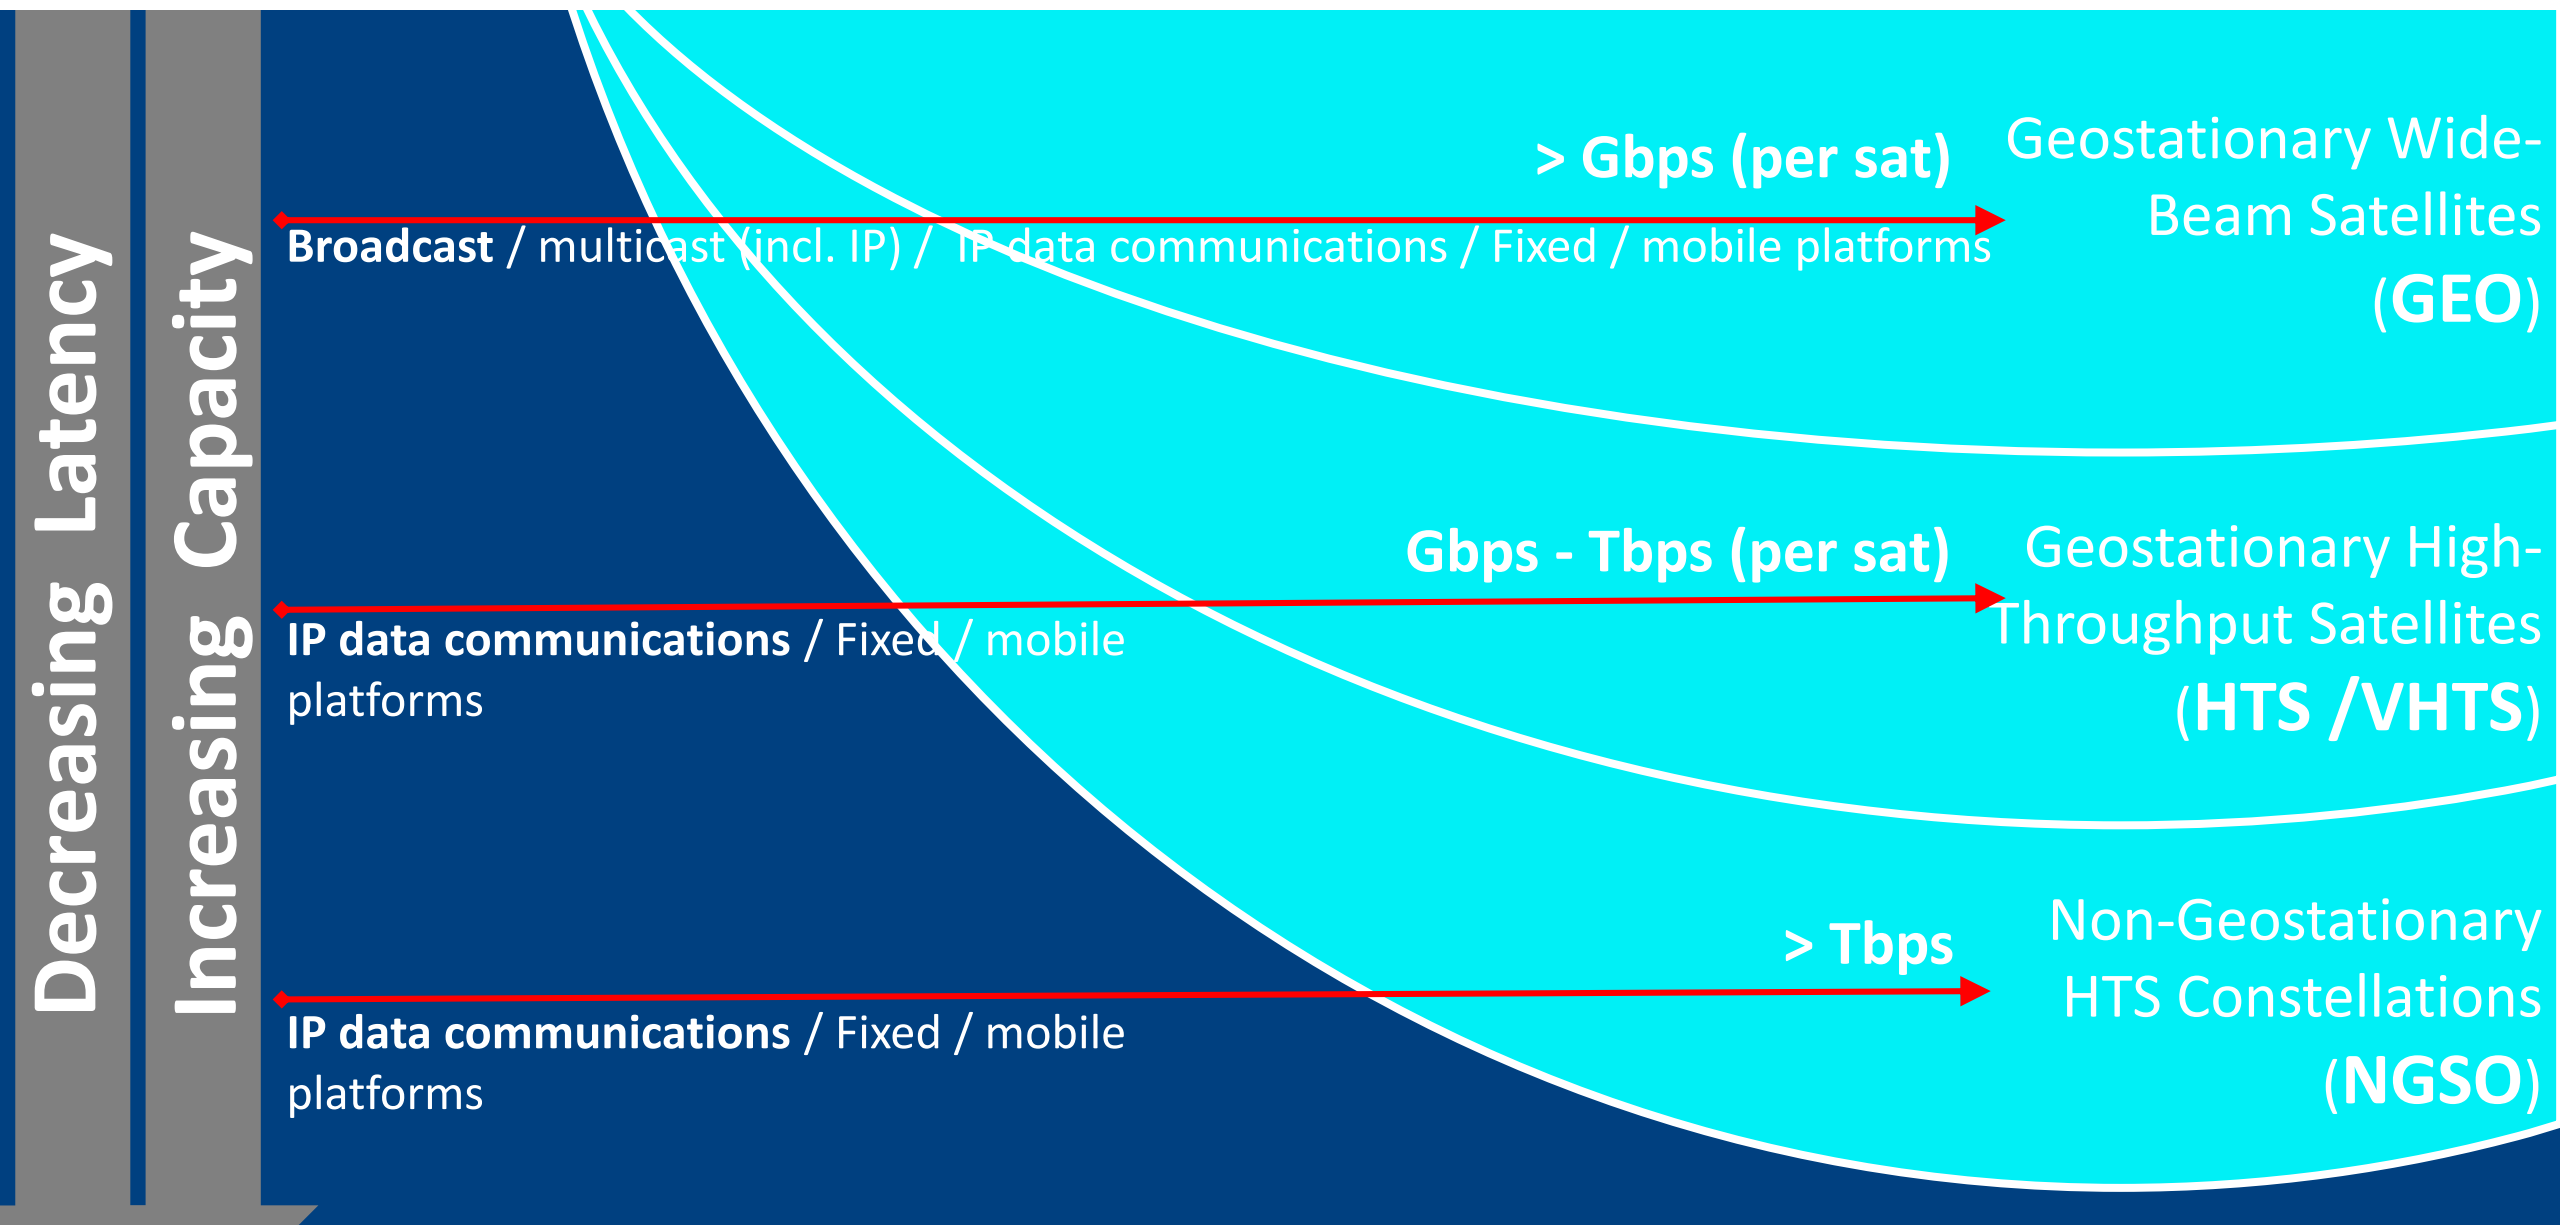 Decreasing Latency
Increasing Capacity
> Gbps (per sat)
Broadcast / multicast (incl. IP) / IP data communications / Fixed / mobile platforms
Geostationary Wide-
Beam Satellites
(GEO)
Gbps - Tbps (per sat)
IP data communications / Fixed / mobile
platforms
Geostationary High-
Throughput Satellites
(HTS /VHTS)
> Tbps
IP data communications / Fixed / mobile
platforms
Non-Geostationary
HTS Constellations
(NGSO)